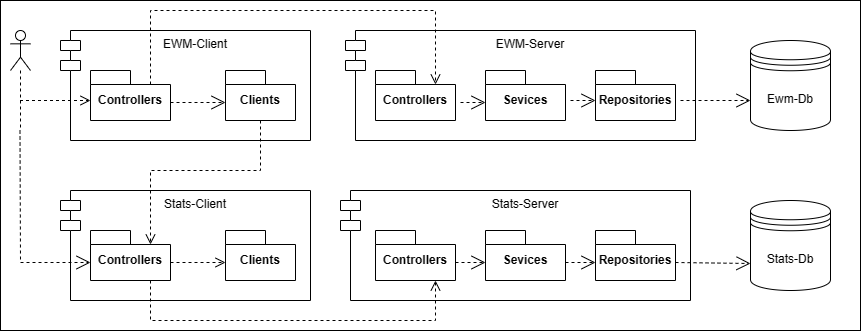 EWM-Client
EWM-Server
Controllers
Clients
Controllers
Sevices
Repositories
Ewm-Db
Stats-Client
Stats-Server
Controllers
Clients
Controllers
Sevices
Repositories
Stats-Db